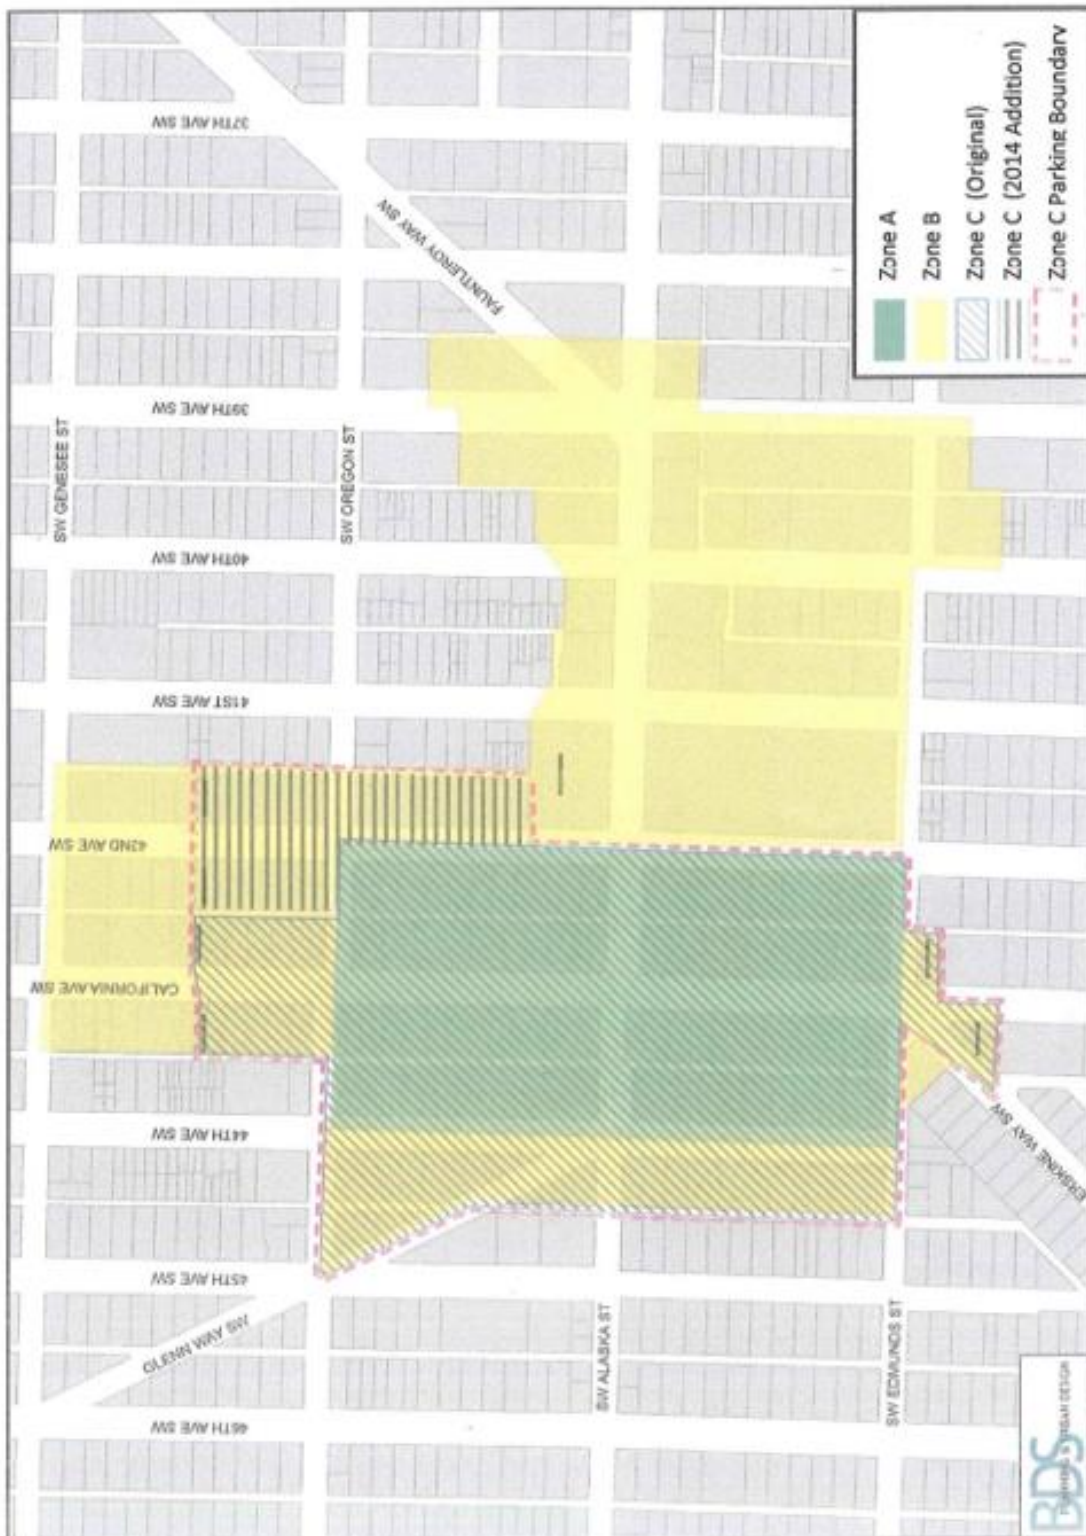 SW GENESEE ST
SW OREGON ST
SW ALASKA ST
SW EDMUNDS ST
37TH AVE SW
39TH AVE SW
40TH AVE SW
41ST AVE SW
42ND AVE SW
CALIFORNIA AVE SW
44TH AVE SW
45TH AVE SW
46TH AVE SW
FAUNTLEROY WAY SW
GLENN WAY SW
ERSKINE WAY SW
Zone A
Zone B
Zone C (Original)
Zone C (2014 Addition)
Zone C Parking Boundary
BDS
URBAN DESIGN